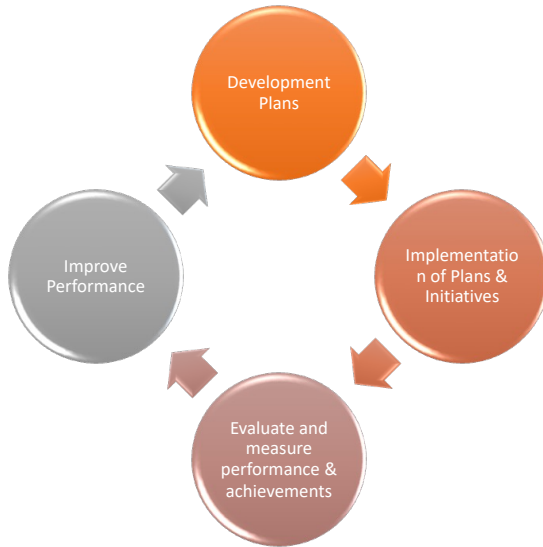 Development
Plans
Implementatio
n of Plans &
Initiatives
Evaluate and
measure
performance &
achievements
Improve
Performance